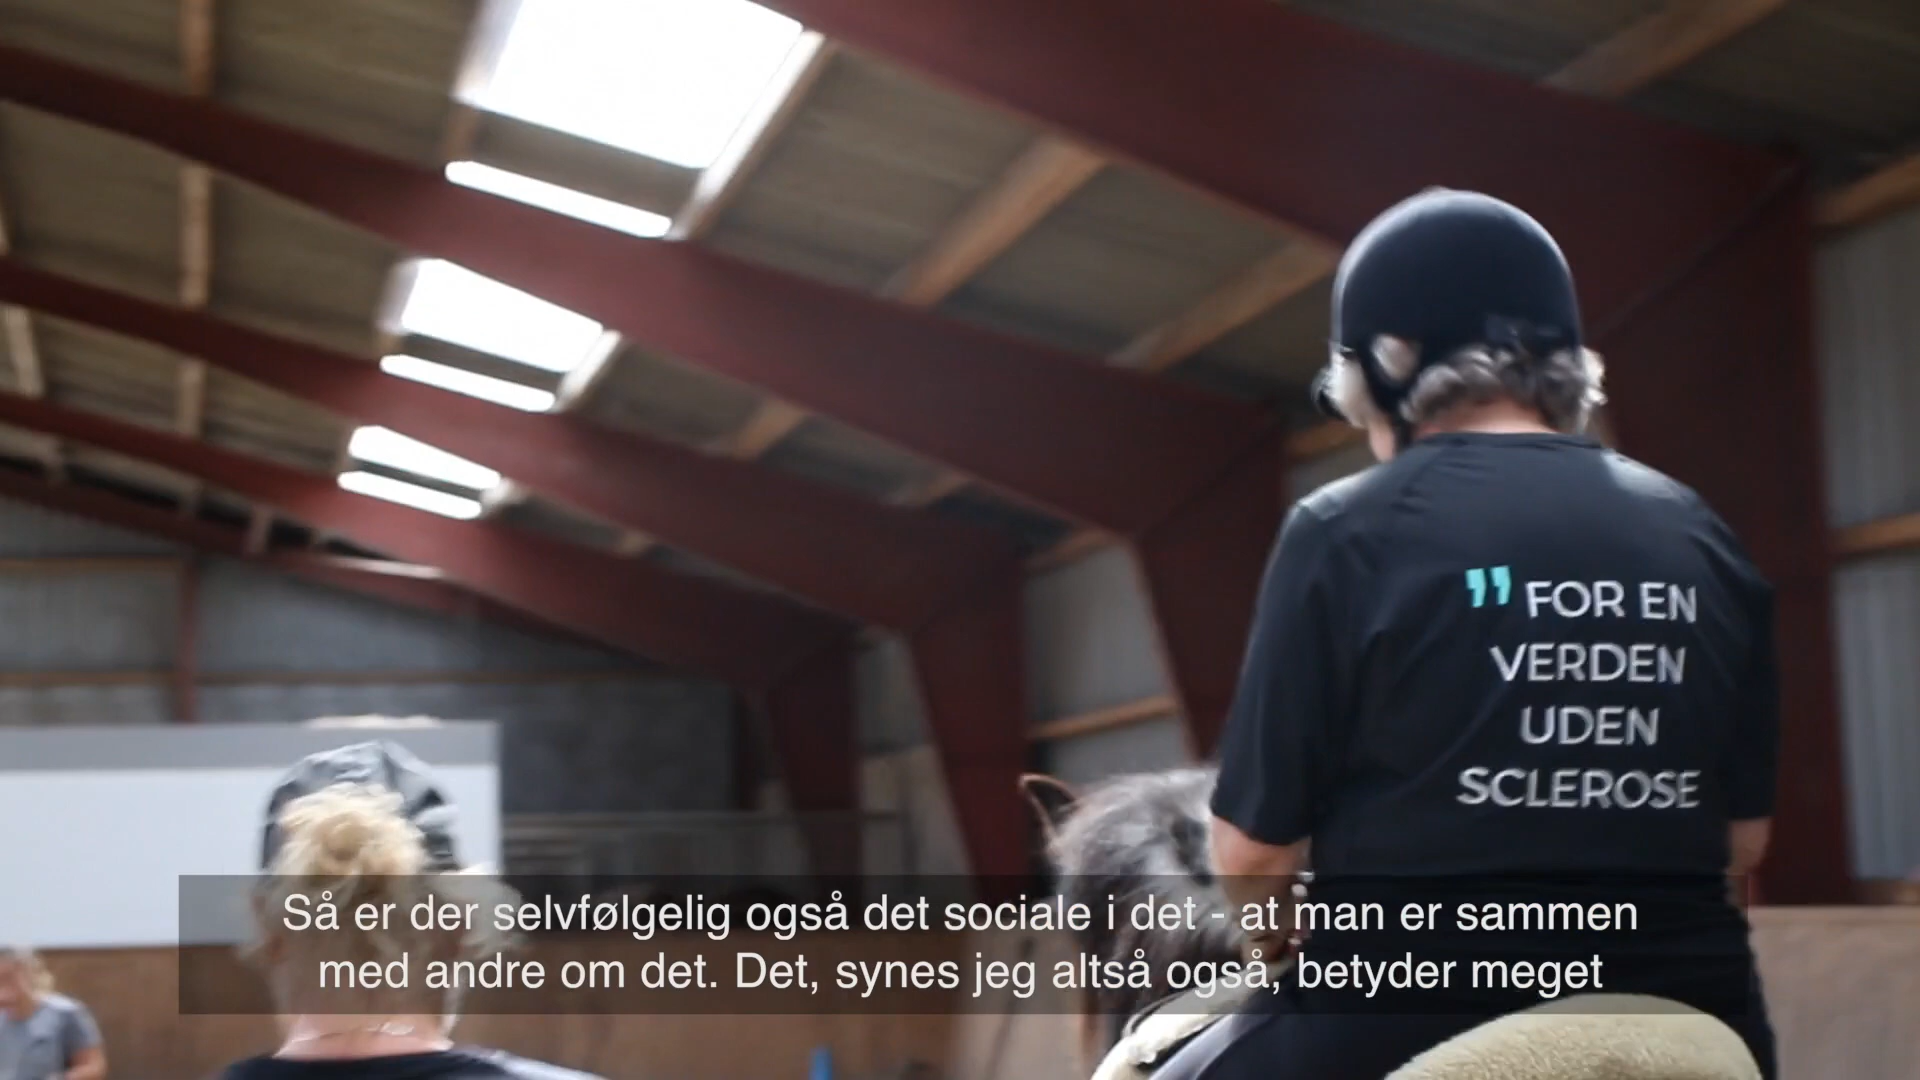 ” FOR EN
VERDEN
UDEN
SCLEROSE
Så er der selvfølgelig også det sociale i det - at man er sammen
med andre om det. Det, synes jeg altså også, betyder meget